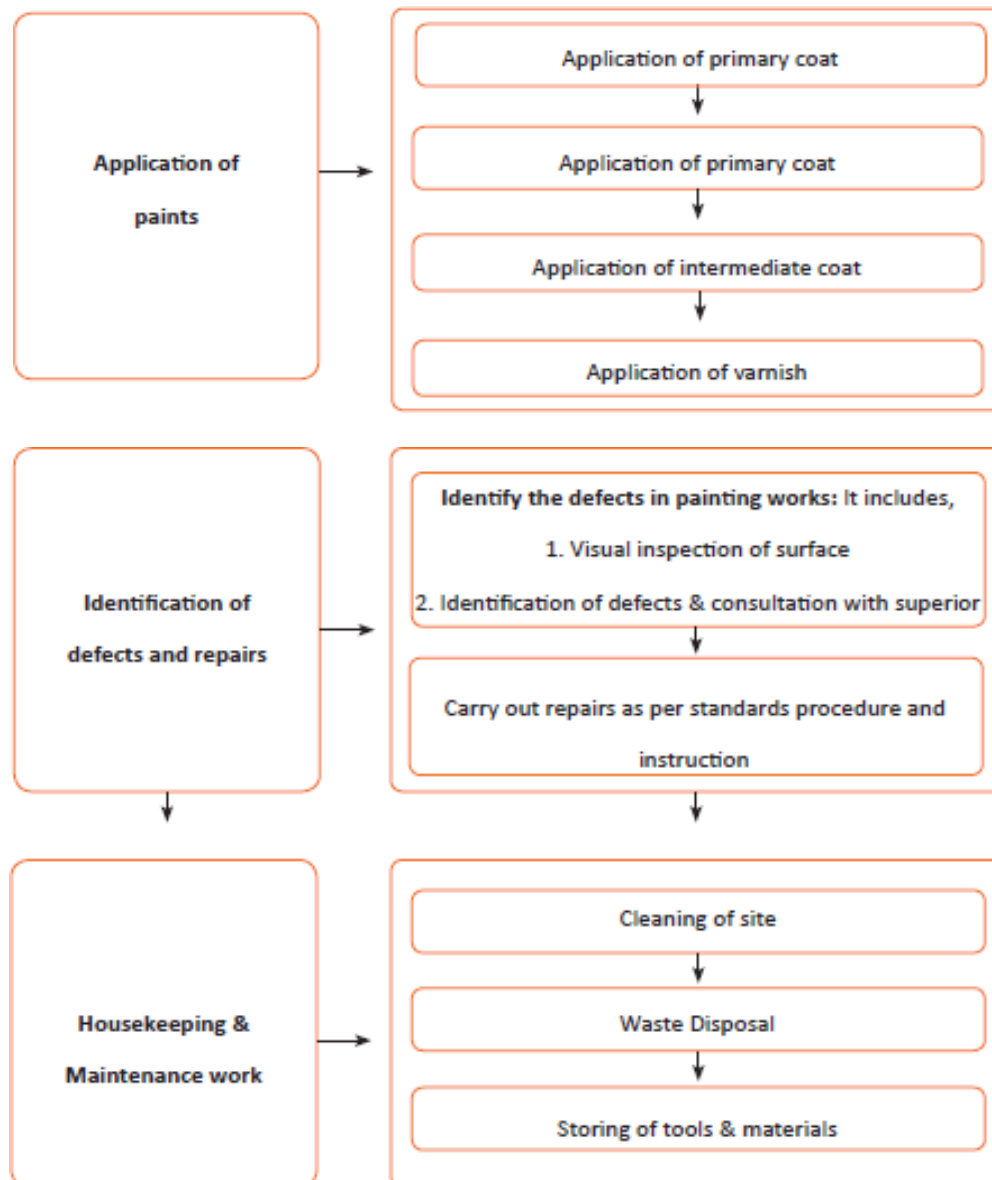 Application of
paints
Application of primary coat
Application of primary coat
Application of intermediate coat
Application of varnish
Identification of
defects and repairs
Identify the defects in painting works: It includes,
1. Visual inspection of surface
2. Identification of defects & consultation with superior
Carry out repairs as per standards procedure and
instruction
Housekeeping &
Maintenance work
Cleaning of site
Waste Disposal
Storing of tools & materials